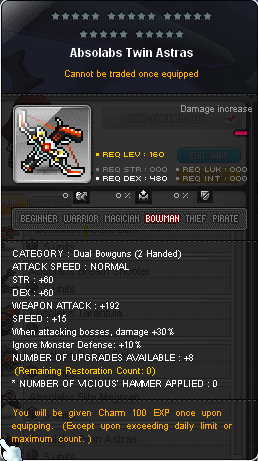 Absolabs Twin Astras
Cannot be traded once equipped
Damage increase
REQ LEV : 160
REQ STR : 000
REQ LUK : 000
REQ DEX : 480
REQ INT : 000
0 % 0 % 0
BEGINNER WARRIOR MAGICIAN BOWMAN THIEF PIRATE
CATEGORY : Dual Bowguns (2 Handed)
ATTACK SPEED : NORMAL
STR : +60
DEX : +60
WEAPON ATTACK : +192
SPEED : +15
When attacking bosses, damage +30%
Ignore Monster Defense: +10%
NUMBER OF UPGRADES AVAILABLE : +8
(Remaining Restoration Count: 0)
* NUMBER OF VICIOUS' HAMMER APPLIED : 0
You will be given Charm 100 EXP once upon
equipping. (Except upon exceeding daily limit or
maximum count. )